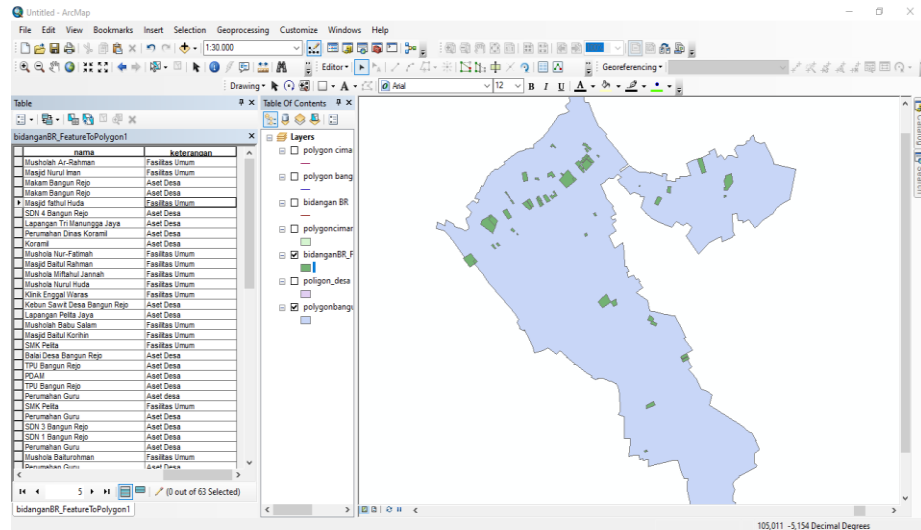 Untitled - ArcMap
File Edit View Bookmarks Insert Selection Geoprocessing Customize Windows Help
1:30.000
Editor
Georeferencing
Drawing
Arial
12
B I U A
Table
Table Of Contents
bidanganBR_FeatureToPolygon1
nama keterangan
Musholah Ar-Rahman Fasilitas Umum
Masjid Nurul Iman Fasilitas Umum
Makam Bangun Rejo Aset Desa
Makam Bangun Rejo Aset Desa
Masjid fathul Huda Fasilitas Umum
SDN 4 Bangun Rejo Aset Desa
Lapangan Tri Manungga Jaya Aset Desa
Perumahan Dinas Koramil Aset Desa
Koramil Aset Desa
Mushola Nur-Fatimah Fasilitas Umum
Masjid Baitul Rahman Fasilitas Umum
Mushola Miftahul Jannah Fasilitas Umum
Mushola Nurul Huda Fasilitas Umum
Klinik Enggal Waras Fasilitas Umum
Kebun Sawit Desa Bangun Rejo Aset Desa
Lapangan Pelita Jaya Aset Desa
Musholah Babu Salam Fasilitas Umum
Masjid Baitul Korihin Fasilitas Umum
SMK Pelita Fasilitas Umum
Balai Desa Bangun Rejo Aset Desa
TPU Bangun Rejo Aset Desa
PDAM Aset Desa
TPU Bangun Rejo Aset Desa
Perumahan Guru Aset desa
SMK Pelita Fasilitas Umum
Perumahan Guru Aset Desa
SDN 3 Bangun Rejo Aset Desa
SDN 1 Bangun Rejo Aset Desa
Perumahan Guru Aset Desa
Mushola Baiturohman Fasilitas Umum
Perumahan Guru Aset Desa
5
(0 out of 63 Selected)
bidanganBR_FeatureToPolygon1
Layers
polygon cima
polygon bang
bidangan BR
polygoncimar
bidanganBR_F
poligon_desa
polygonbangu
Catalog
Search
105,011 -5,154 Decimal Degrees